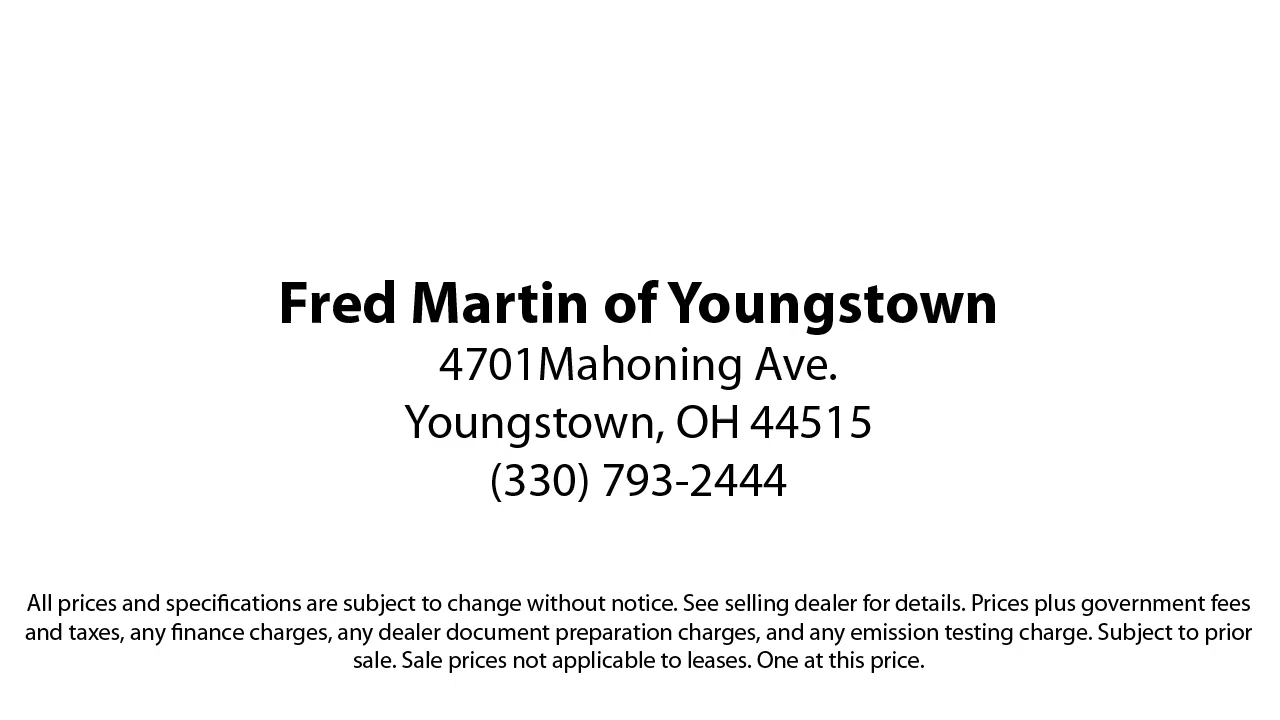 Fred Martin of Youngstown
4701Mahoning Ave.
Youngstown, OH 44515
(330) 793-2444
All prices and specifications are subject to change without notice. See selling dealer for details. Prices plus government fees
and taxes, any finance charges, any dealer document preparation charges, and any emission testing charge. Subject to prior
sale. Sale prices not applicable to leases. One at this price.